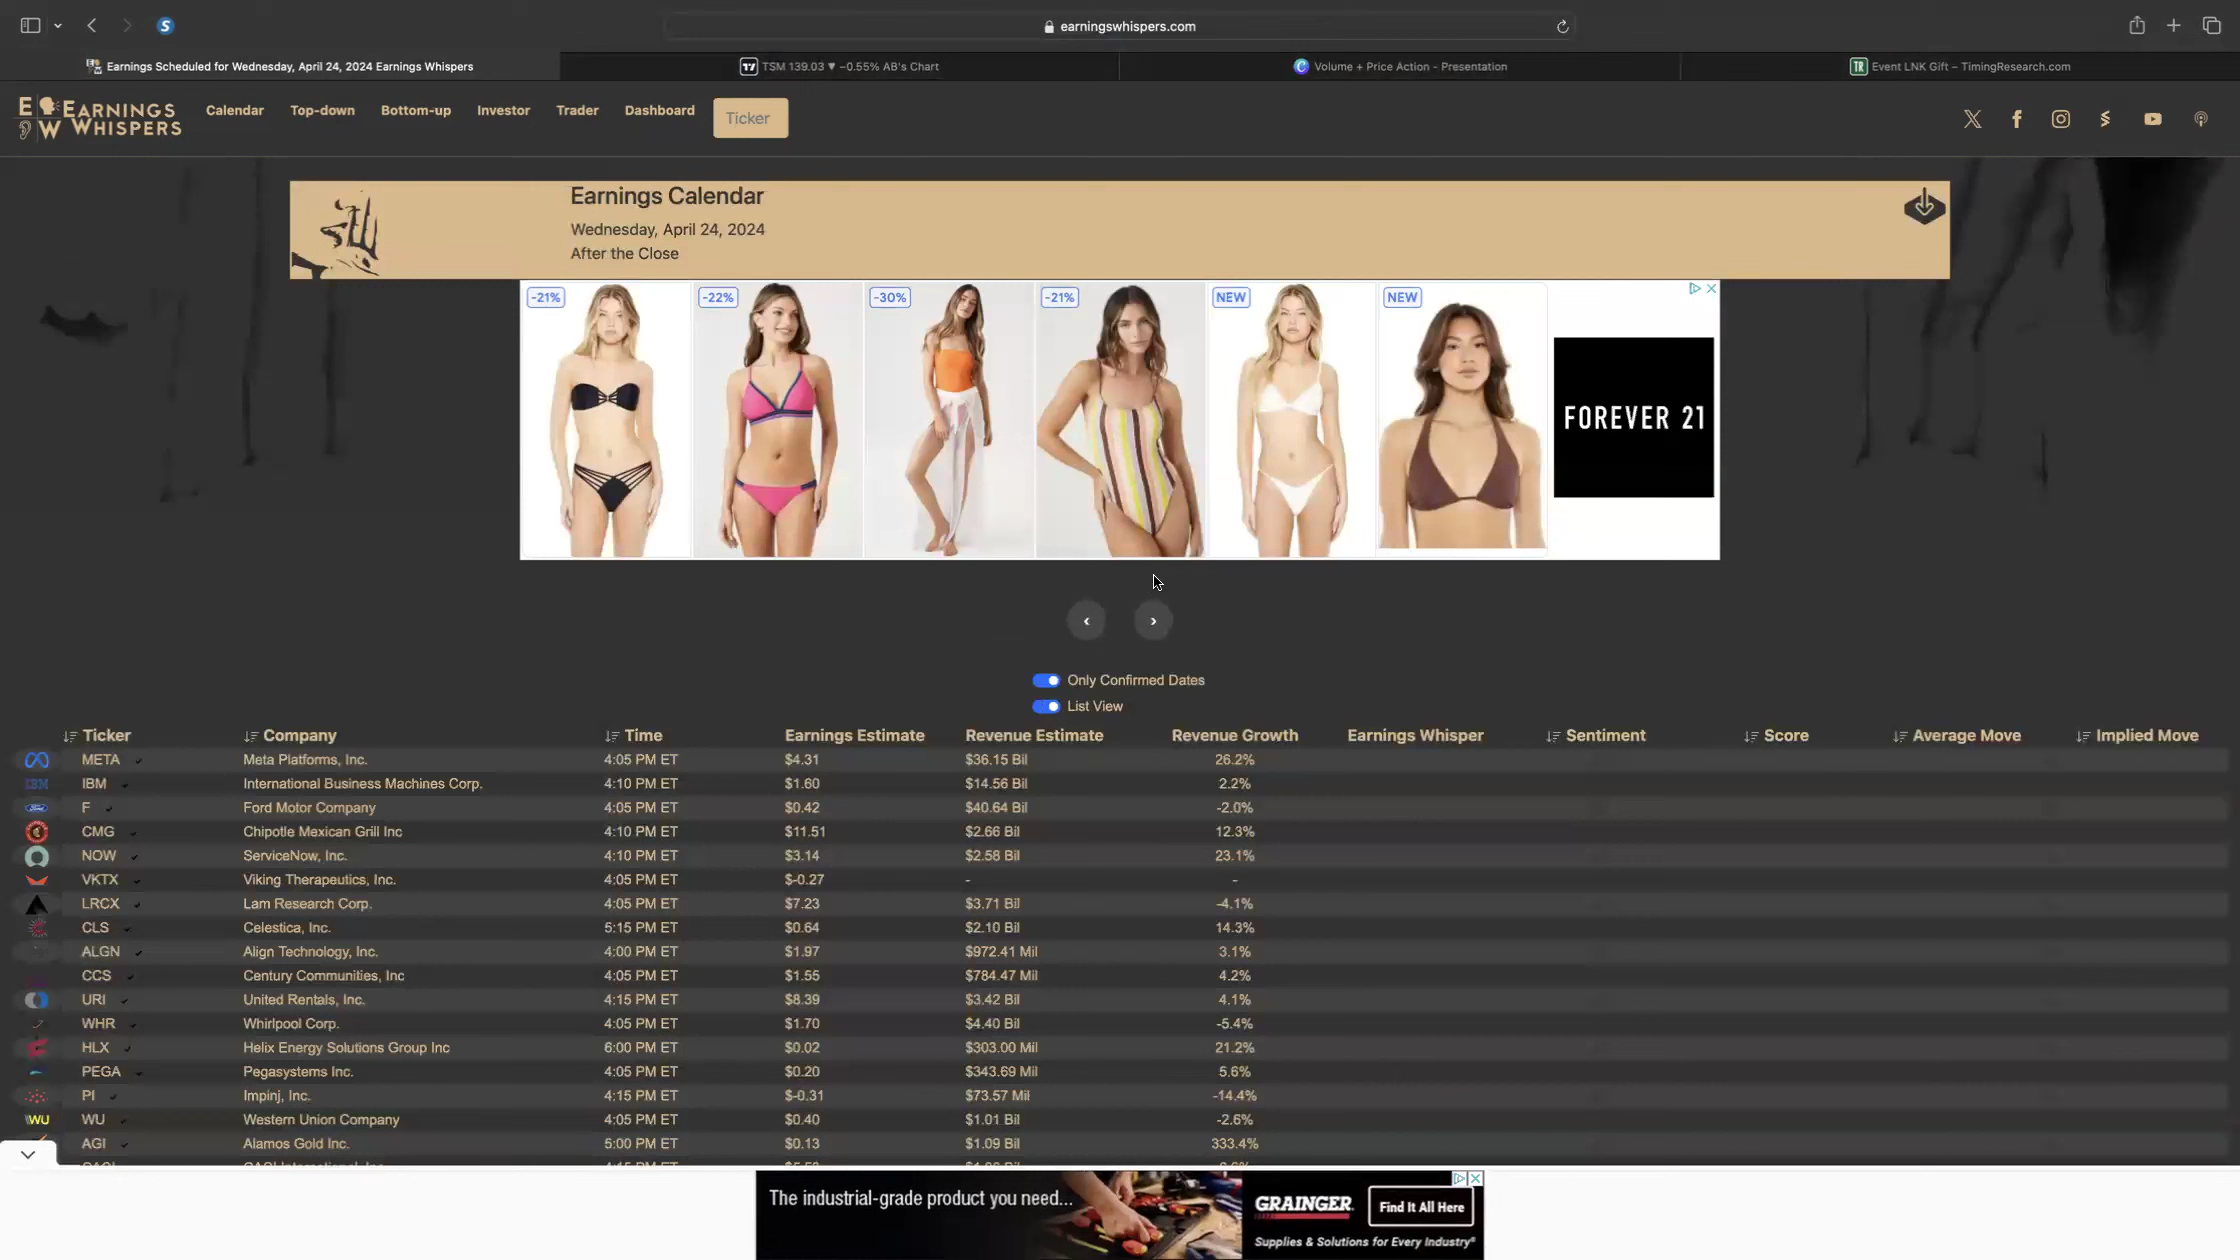 earningswhispers.com
Earnings Scheduled for Wednesday, April 24, 2024 Earnings Whispers
TSM 139.03 ▼ −0.55% AB's Chart
Volume + Price Action - Presentation
TR Event LNK Gift – TimingResearch.com
EARNINGS WHISPERS
Calendar Top-down Bottom-up Investor Trader Dashboard Ticker
Earnings Calendar
Wednesday, April 24, 2024
After the Close
-21% -22% -30% -21% NEW NEW
FOREVER 21
‹ ›
Only Confirmed Dates
List View
Ticker Company Time Earnings Estimate Revenue Estimate Revenue Growth Earnings Whisper Sentiment Score Average Move Implied Move
META Meta Platforms, Inc. 4:05 PM ET $4.31 $36.15 Bil 26.2%
IBM IBM International Business Machines Corp. 4:10 PM ET $1.60 $14.56 Bil 2.2%
F Ford Motor Company 4:05 PM ET $0.42 $40.64 Bil -2.0%
CMG Chipotle Mexican Grill Inc 4:10 PM ET $11.51 $2.66 Bil 12.3%
NOW ServiceNow, Inc. 4:10 PM ET $3.14 $2.58 Bil 23.1%
VKTX Viking Therapeutics, Inc. 4:05 PM ET $-0.27 - -
LRCX Lam Research Corp. 4:05 PM ET $7.23 $3.71 Bil -4.1%
CLS Celestica, Inc. 5:15 PM ET $0.64 $2.10 Bil 14.3%
ALGN Align Technology, Inc. 4:00 PM ET $1.97 $972.41 Mil 3.1%
CCS Century Communities, Inc 4:05 PM ET $1.55 $784.47 Mil 4.2%
URI United Rentals, Inc. 4:15 PM ET $8.39 $3.42 Bil 4.1%
WHR Whirlpool Corp. 4:05 PM ET $1.70 $4.40 Bil -5.4%
HLX Helix Energy Solutions Group Inc 6:00 PM ET $0.02 $303.00 Mil 21.2%
PEGA Pegasystems Inc. 4:05 PM ET $0.20 $343.69 Mil 5.6%
PI Impinj, Inc. 4:15 PM ET $-0.31 $73.57 Mil -14.4%
WU WU Western Union Company 4:05 PM ET $0.40 $1.01 Bil -2.6%
AGI Alamos Gold Inc. 5:00 PM ET $0.13 $1.09 Bil 333.4%
The industrial-grade product you need...
GRAINGER
Find It All Here
Supplies & Solutions for Every Industry®